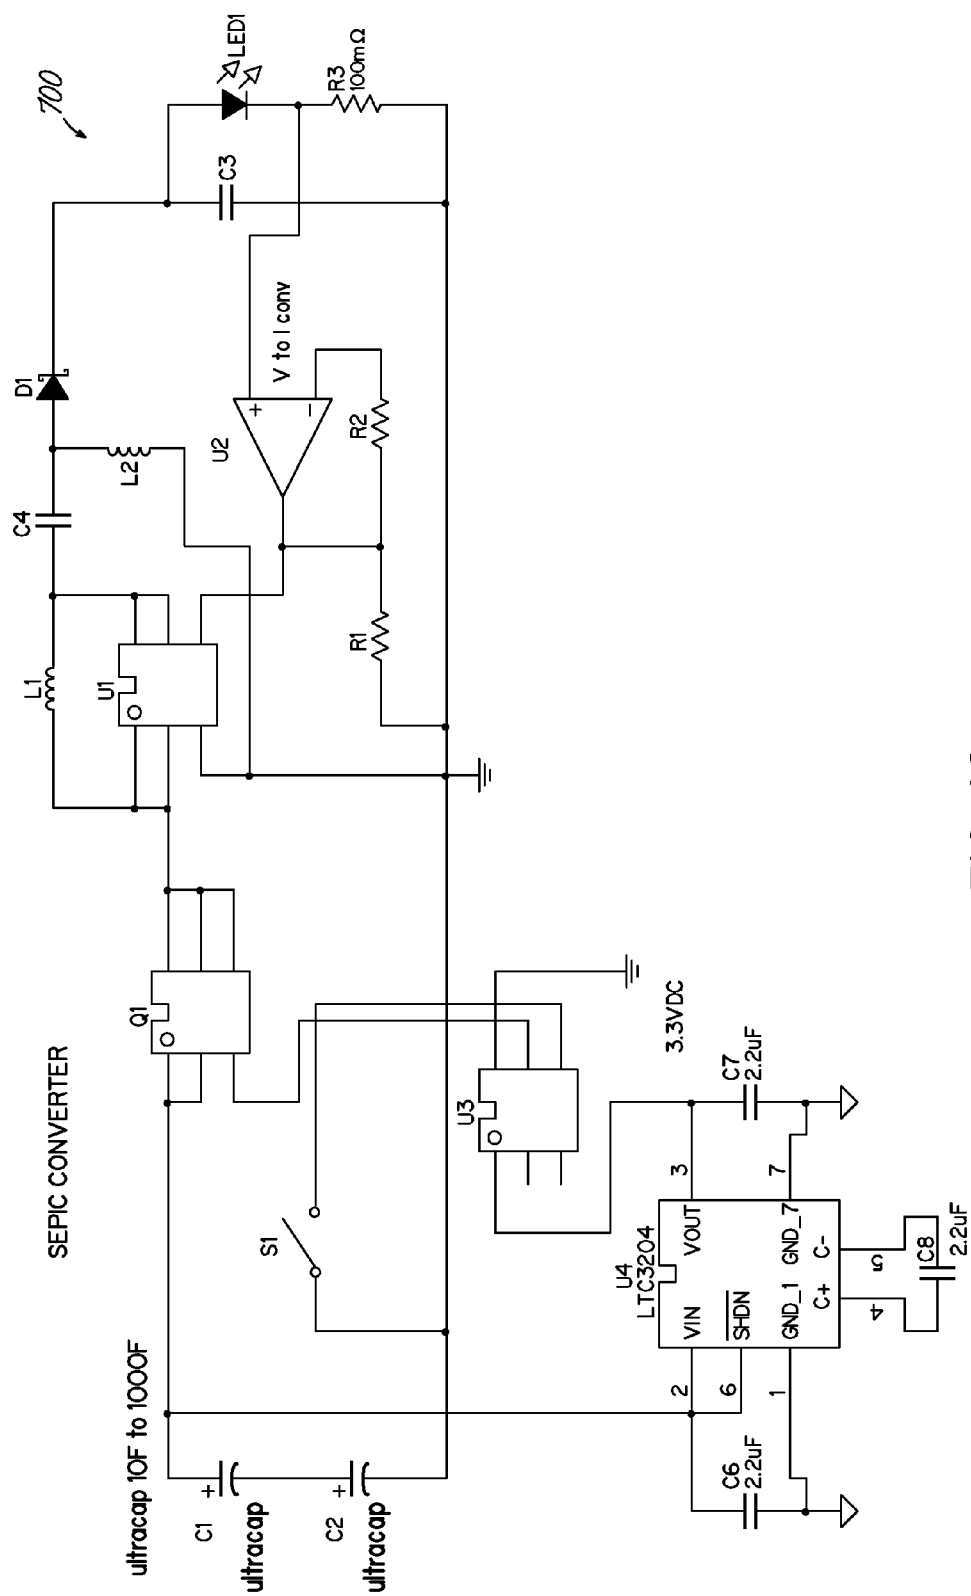 700
SEPIC CONVERTER
ultracap 10F to 1000F
C1
+
ultracap
C2
+
ultracap
S1
Q1
L1
U1
C4
L2
D1
U2
+
−
V to I conv
R1
R2
C3
LED1
R3
100mΩ
U3
3.3VDC
U4
LTC3204
VIN
SHDN
GND_1
VOUT
GND_7
C+
C-
2
6
1
3
7
4
5
C6
2.2uF
C7
2.2uF
C8
2.2uF